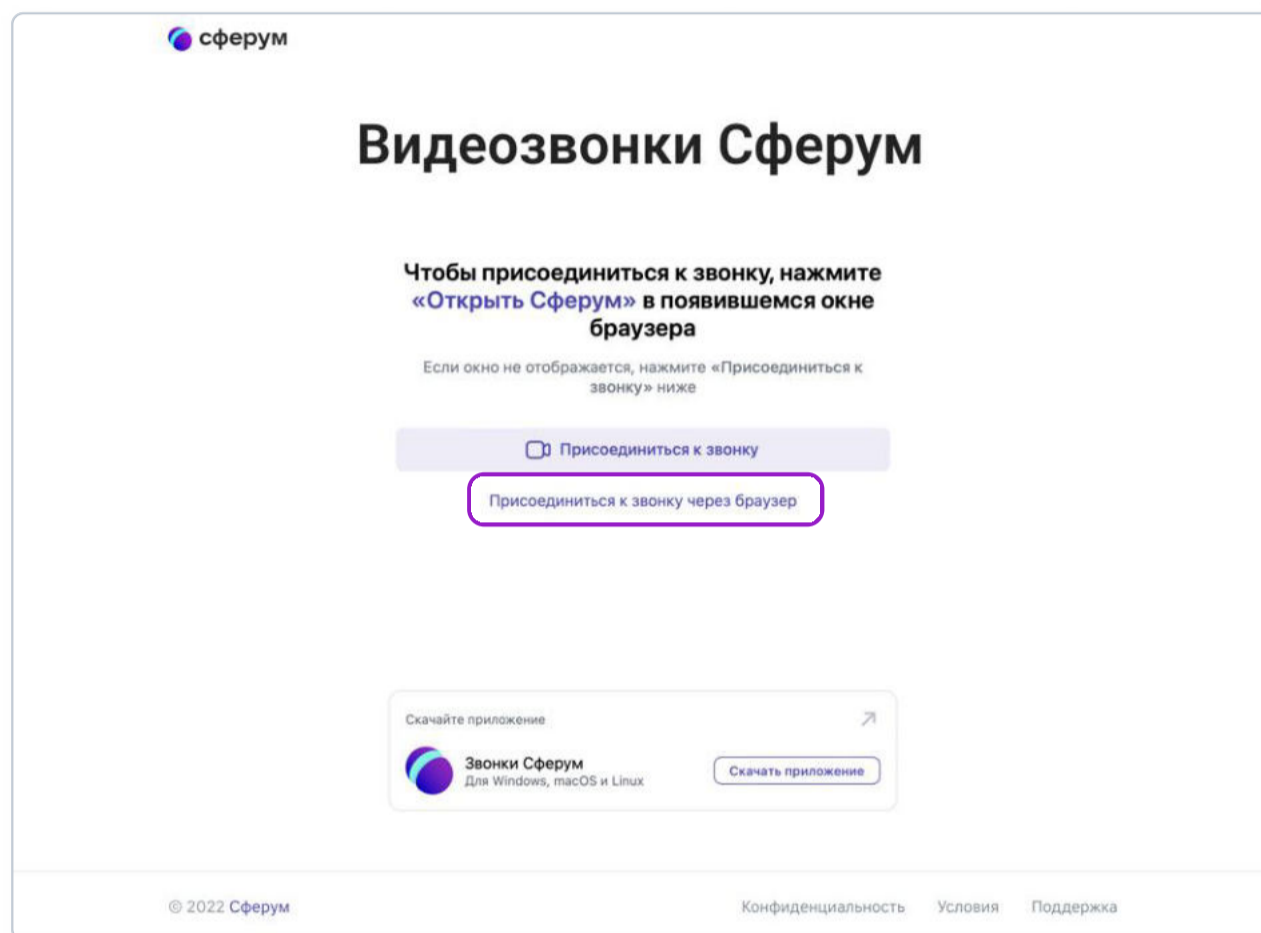 сферум
Видеозвонки Сферум
Чтобы присоединиться к звонку, нажмите
«Открыть Сферум» в появившемся окне
браузера
Если окно не отображается, нажмите «Присоединиться к
звонку» ниже
Присоединиться к звонку
Присоединиться к звонку через браузер
Скачайте приложение
Звонки Сферум
Для Windows, macOS и Linux
Скачать приложение
© 2022 Сферум
Конфиденциальность Условия Поддержка